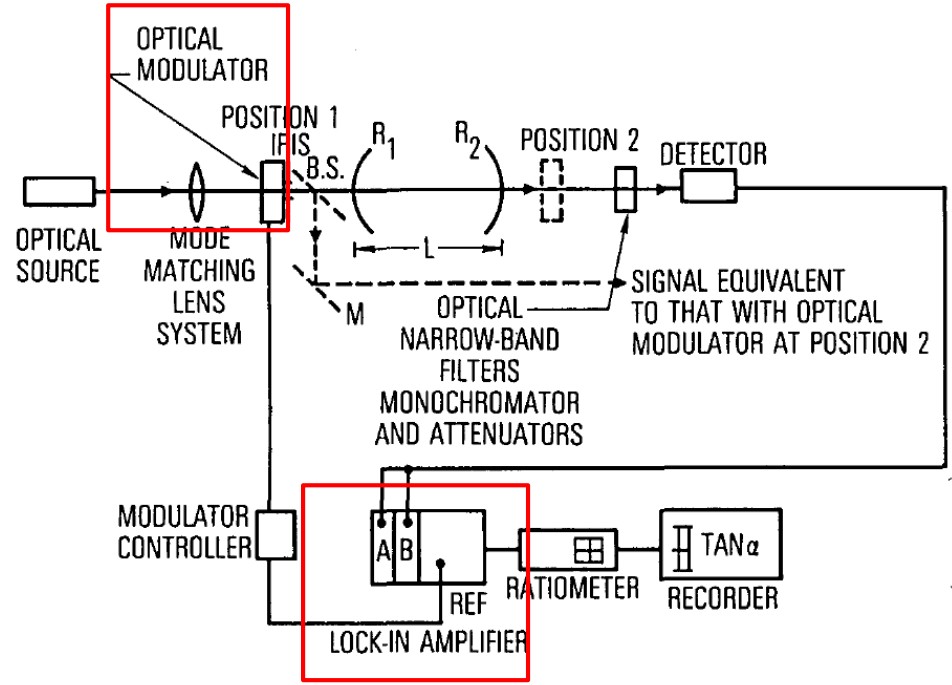 OPTICAL
MODULATOR
POSITION 1
IRIS
B.S.
R1
R2
POSITION 2
DETECTOR
OPTICAL
SOURCE
MODE
MATCHING
LENS
SYSTEM
L
M
OPTICAL
NARROW-BAND
FILTERS
MONOCHROMATOR
AND ATTENUATORS
SIGNAL EQUIVALENT
TO THAT WITH OPTICAL
MODULATOR AT POSITION 2
MODULATOR
CONTROLLER
A B
REF
LOCK-IN AMPLIFIER
RATIOMETER
TAN α
RECORDER